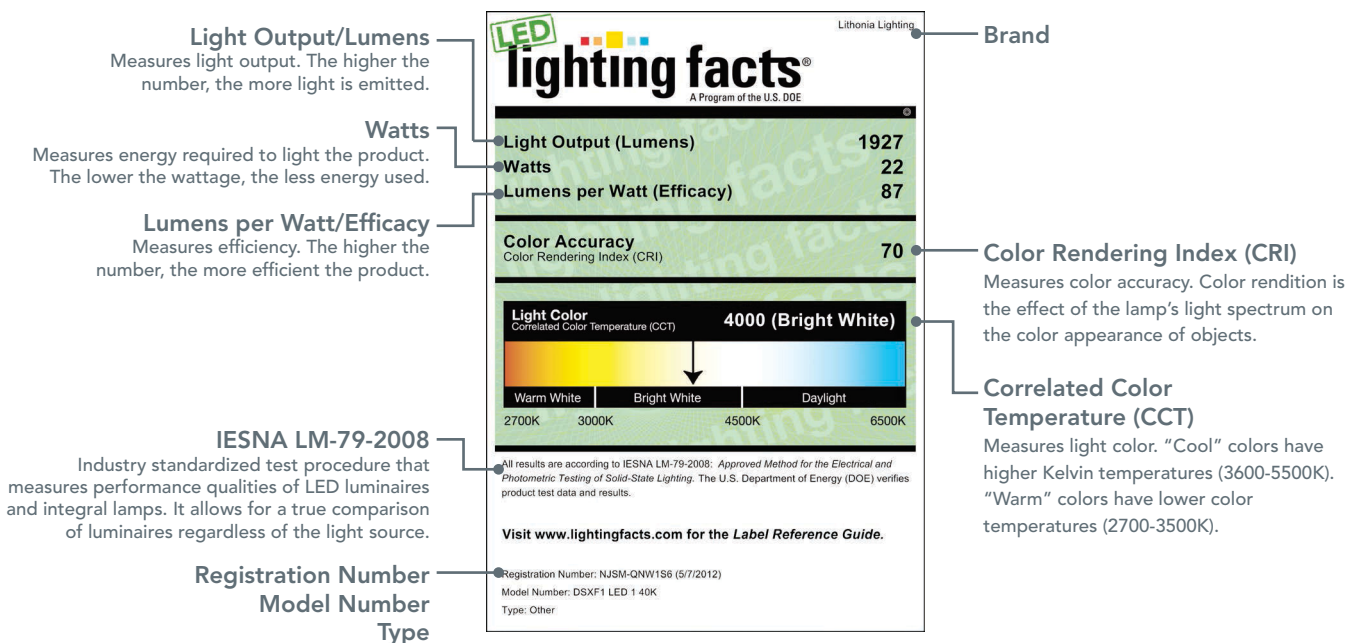 Light Output/Lumens
Measures light output. The higher the
number, the more light is emitted.
Watts
Measures energy required to light the product.
The lower the wattage, the less energy used.
Lumens per Watt/Efficacy
Measures efficiency. The higher the
number, the more efficient the product.
IESNA LM-79-2008
Industry standardized test procedure that
measures performance qualities of LED luminaires
and integral lamps. It allows for a true comparison
of luminaires regardless of the light source.
Registration Number
Model Number
Type
Lithonia Lighting
LED
lighting facts®
A Program of the U.S. DOE
Light Output (Lumens) 1927
Watts 22
Lumens per Watt (Efficacy) 87
Color Accuracy
Color Rendering Index (CRI) 70
Light Color
Correlated Color Temperature (CCT) 4000 (Bright White)
Warm White Bright White Daylight
2700K 3000K 4500K 6500K
All results are according to IESNA LM-79-2008: Approved Method for the Electrical and
Photometric Testing of Solid-State Lighting. The U.S. Department of Energy (DOE) verifies
product test data and results.
Visit www.lightingfacts.com for the Label Reference Guide.
Registration Number: NJSM-QNW1S6 (5/7/2012)
Model Number: DSXF1 LED 1 40K
Type: Other
Brand
Color Rendering Index (CRI)
Measures color accuracy. Color rendition is
the effect of the lamp's light spectrum on
the color appearance of objects.
Correlated Color
Temperature (CCT)
Measures light color. “Cool” colors have
higher Kelvin temperatures (3600-5500K).
“Warm” colors have lower color
temperatures (2700-3500K).